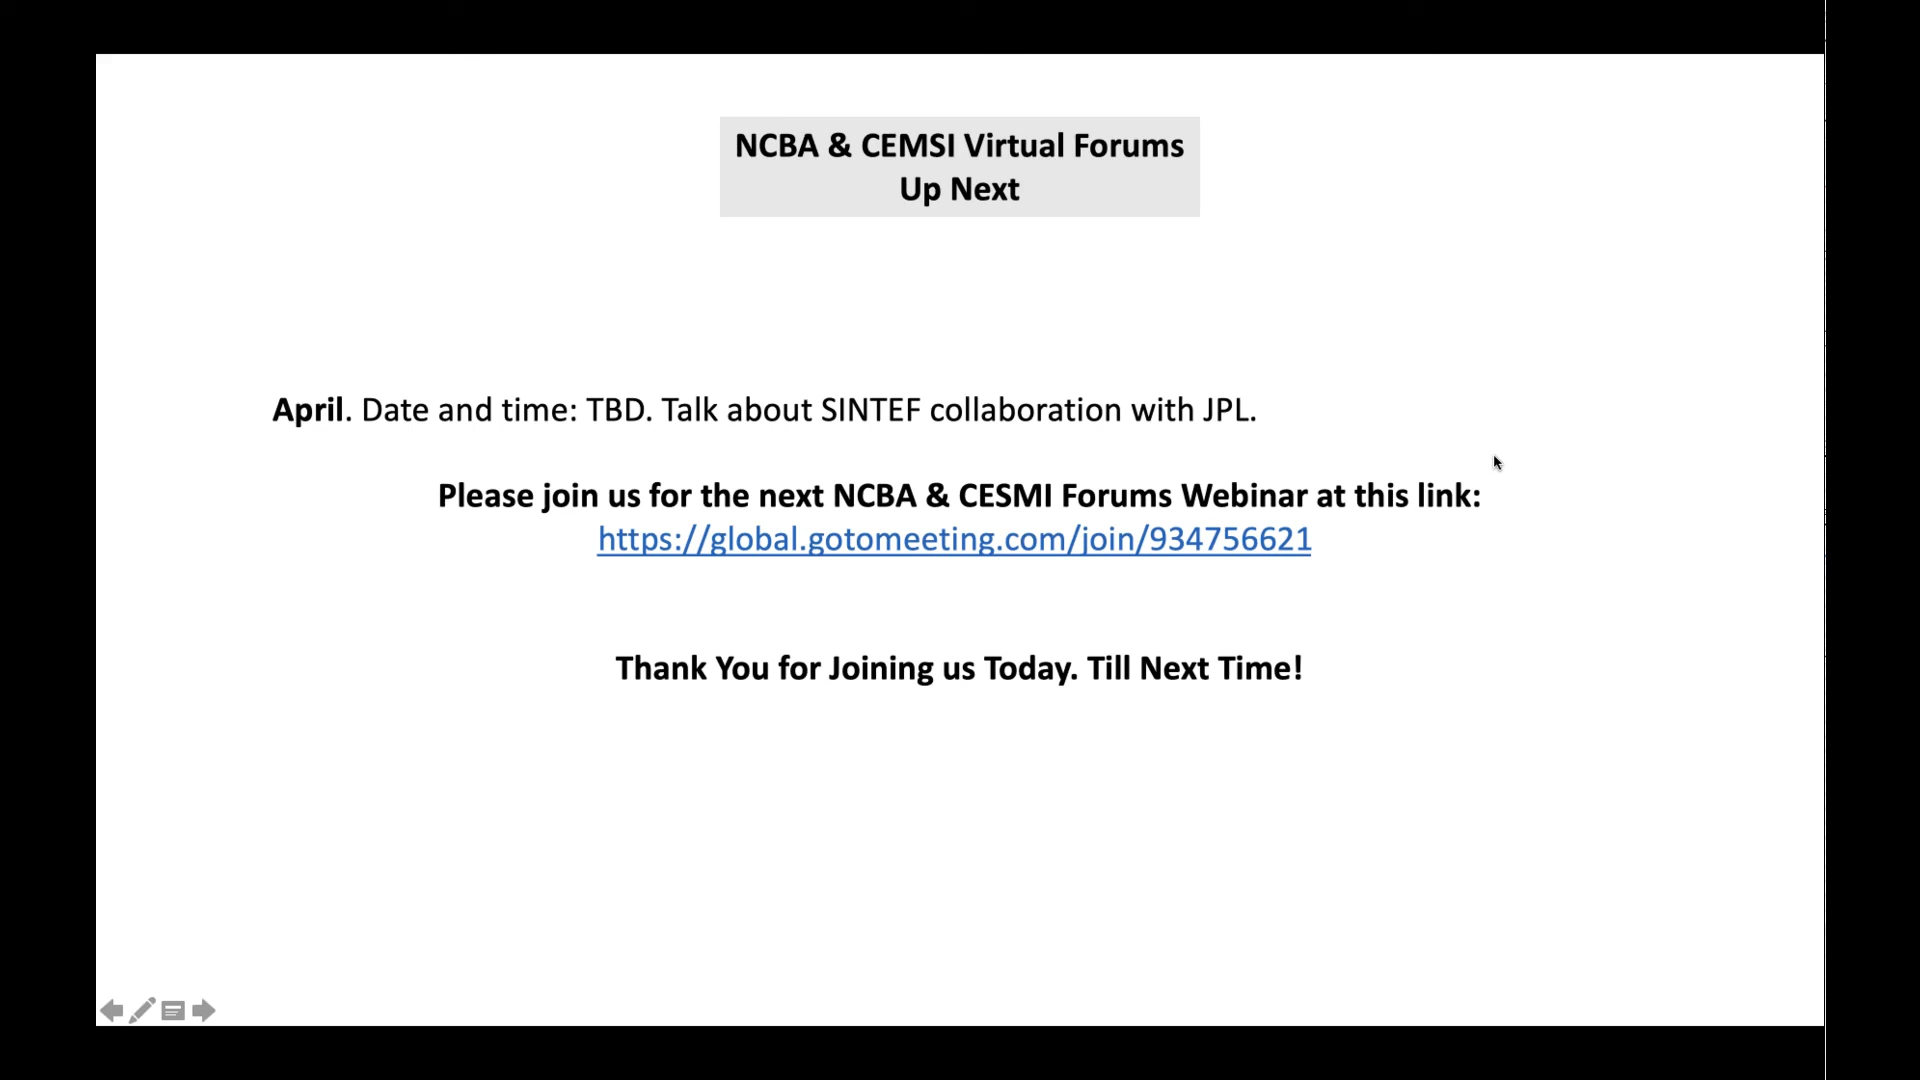 NCBA & CEMSI Virtual Forums
Up Next
April. Date and time: TBD. Talk about SINTEF collaboration with JPL.
Please join us for the next NCBA & CESMI Forums Webinar at this link:
https://global.gotomeeting.com/join/934756621
Thank You for Joining us Today. Till Next Time!